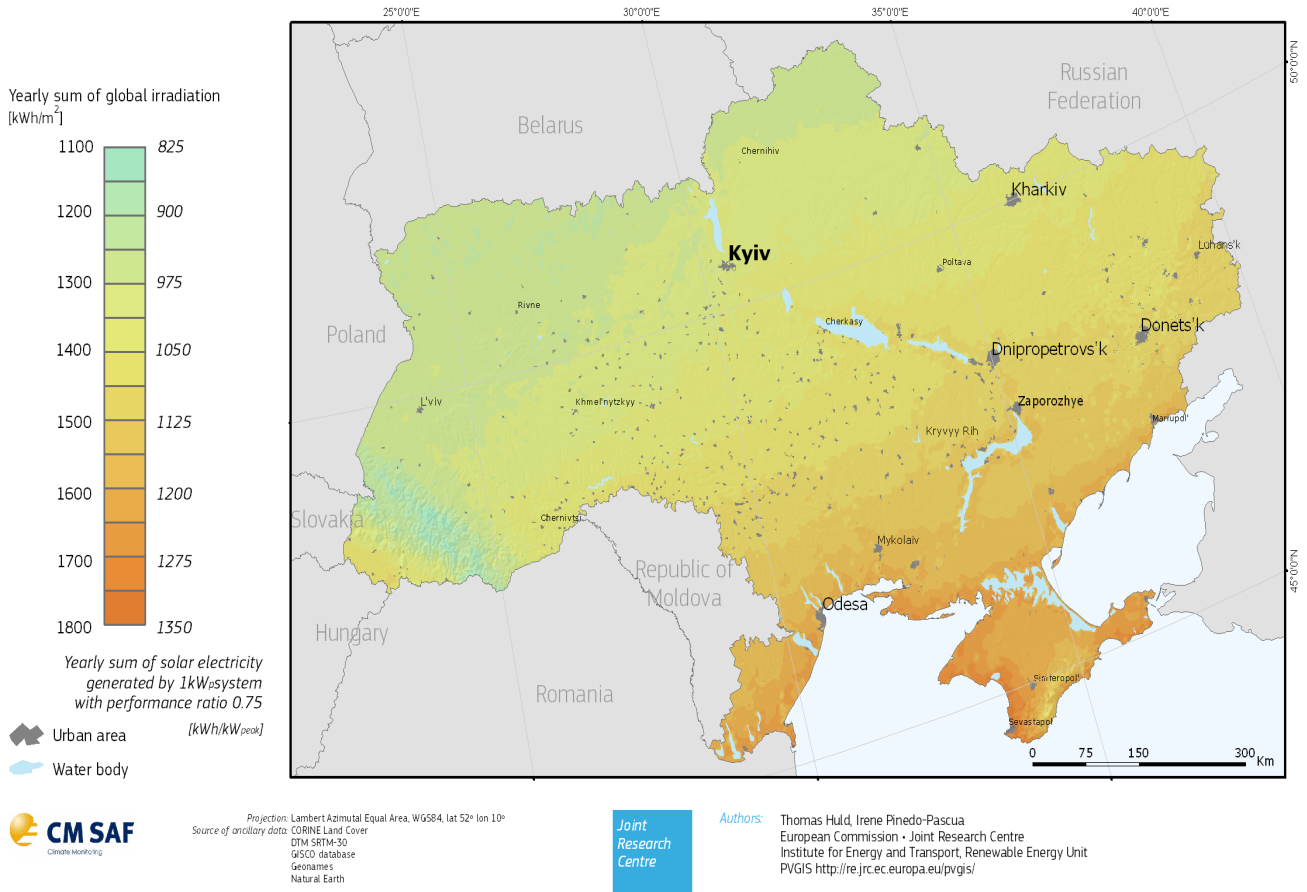 25°0'0"E
30°0'0"E
35°0'0"E
40°0'0"E
50°0'0"N
45°0'0"N
Yearly sum of global irradiation
[kWh/m²]
1100 825
1200 900
1300 975
1400 1050
1500 1125
1600 1200
1700 1275
1800 1350
Yearly sum of solar electricity
generated by 1kWp system
with performance ratio 0.75
[kWh/kWpeak]
Urban area
Water body
Russian
Federation
Belarus
Poland
Slovakia
Hungary
Romania
Republic of
Moldova
Chernihiv
Kharkiv
Kyiv
Luhans'k
Poltava
Rivne
Cherkasy
Donets'k
Dnipropetrovs'k
L'viv
Khmel'nytzkyy
Zaporozhye
Mariupol'
Kryvyy Rih
Chernivtsi
Mykolaiv
Odesa
Simferopol'
Sevastapol
0 75 150 300 Km
CM SAF
Climate Monitoring
Projection: Lambert Azimutal Equal Area, WGS84, lat 52º lon 10º
Source of ancillary data: CORINE Land Cover
DTM SRTM-30
GISCO database
Geonames
Natural Earth
Joint
Research
Centre
Authors: Thomas Huld, Irene Pinedo-Pascua
European Commission • Joint Research Centre
Institute for Energy and Transport, Renewable Energy Unit
PVGIS http://re.jrc.ec.europa.eu/pvgis/